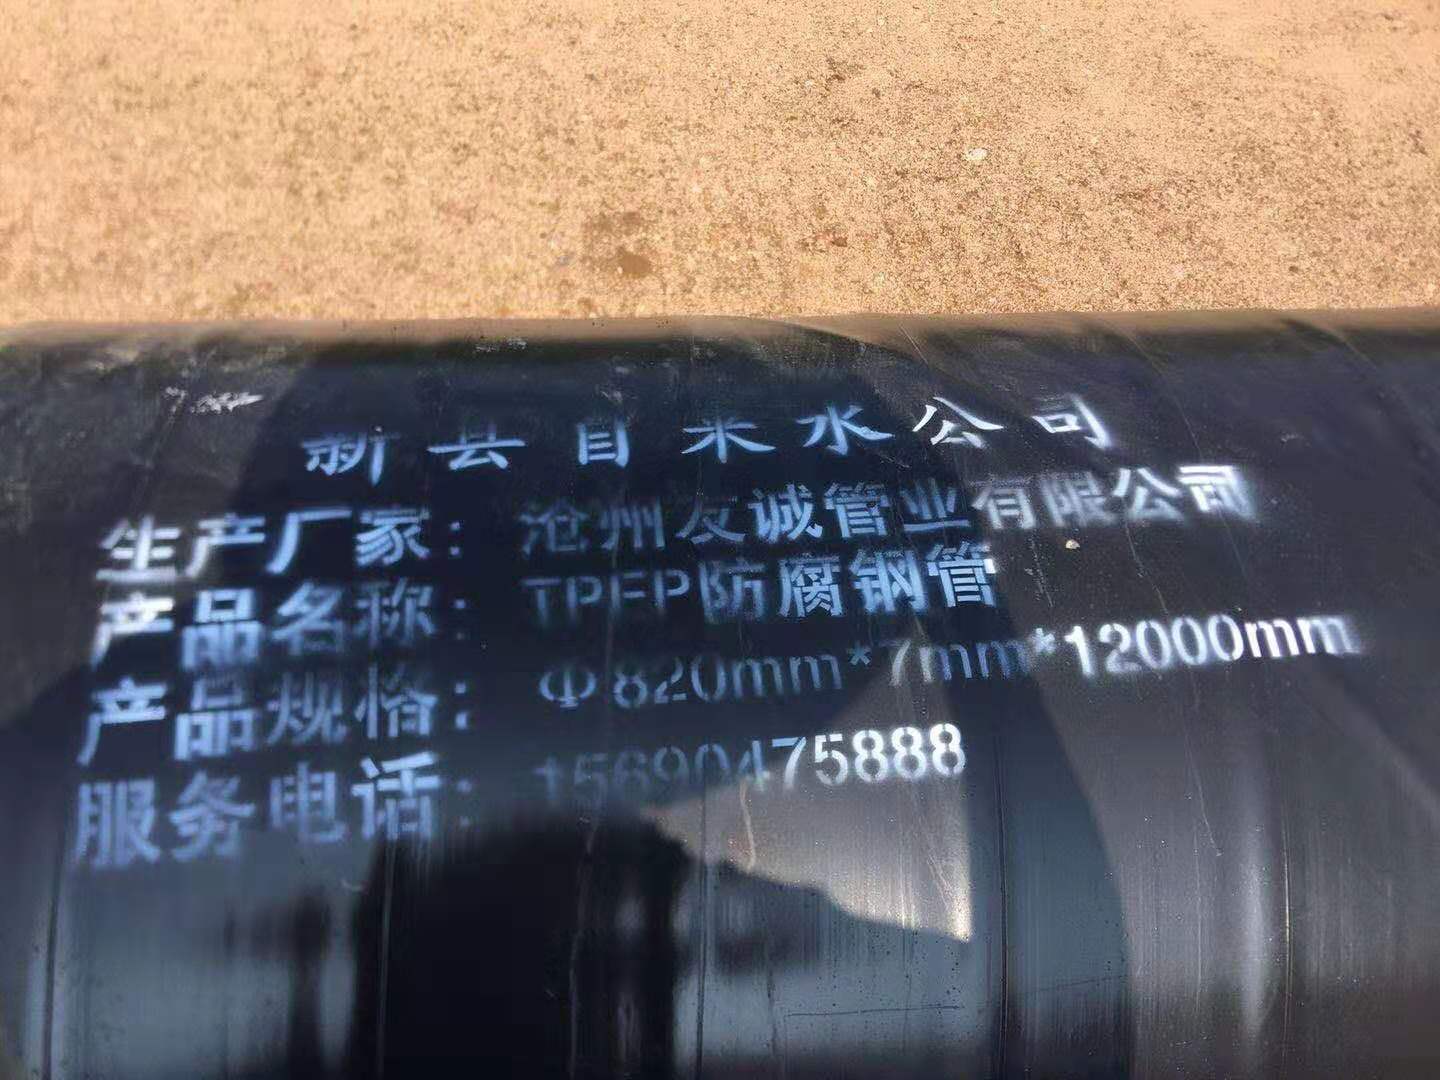 新县自来水公司
生产厂家：沧州友诚管业有限公司
产品名称：TPEP防腐钢管
产品规格：Φ820mm*7mm*12000mm
服务电话：15690475888